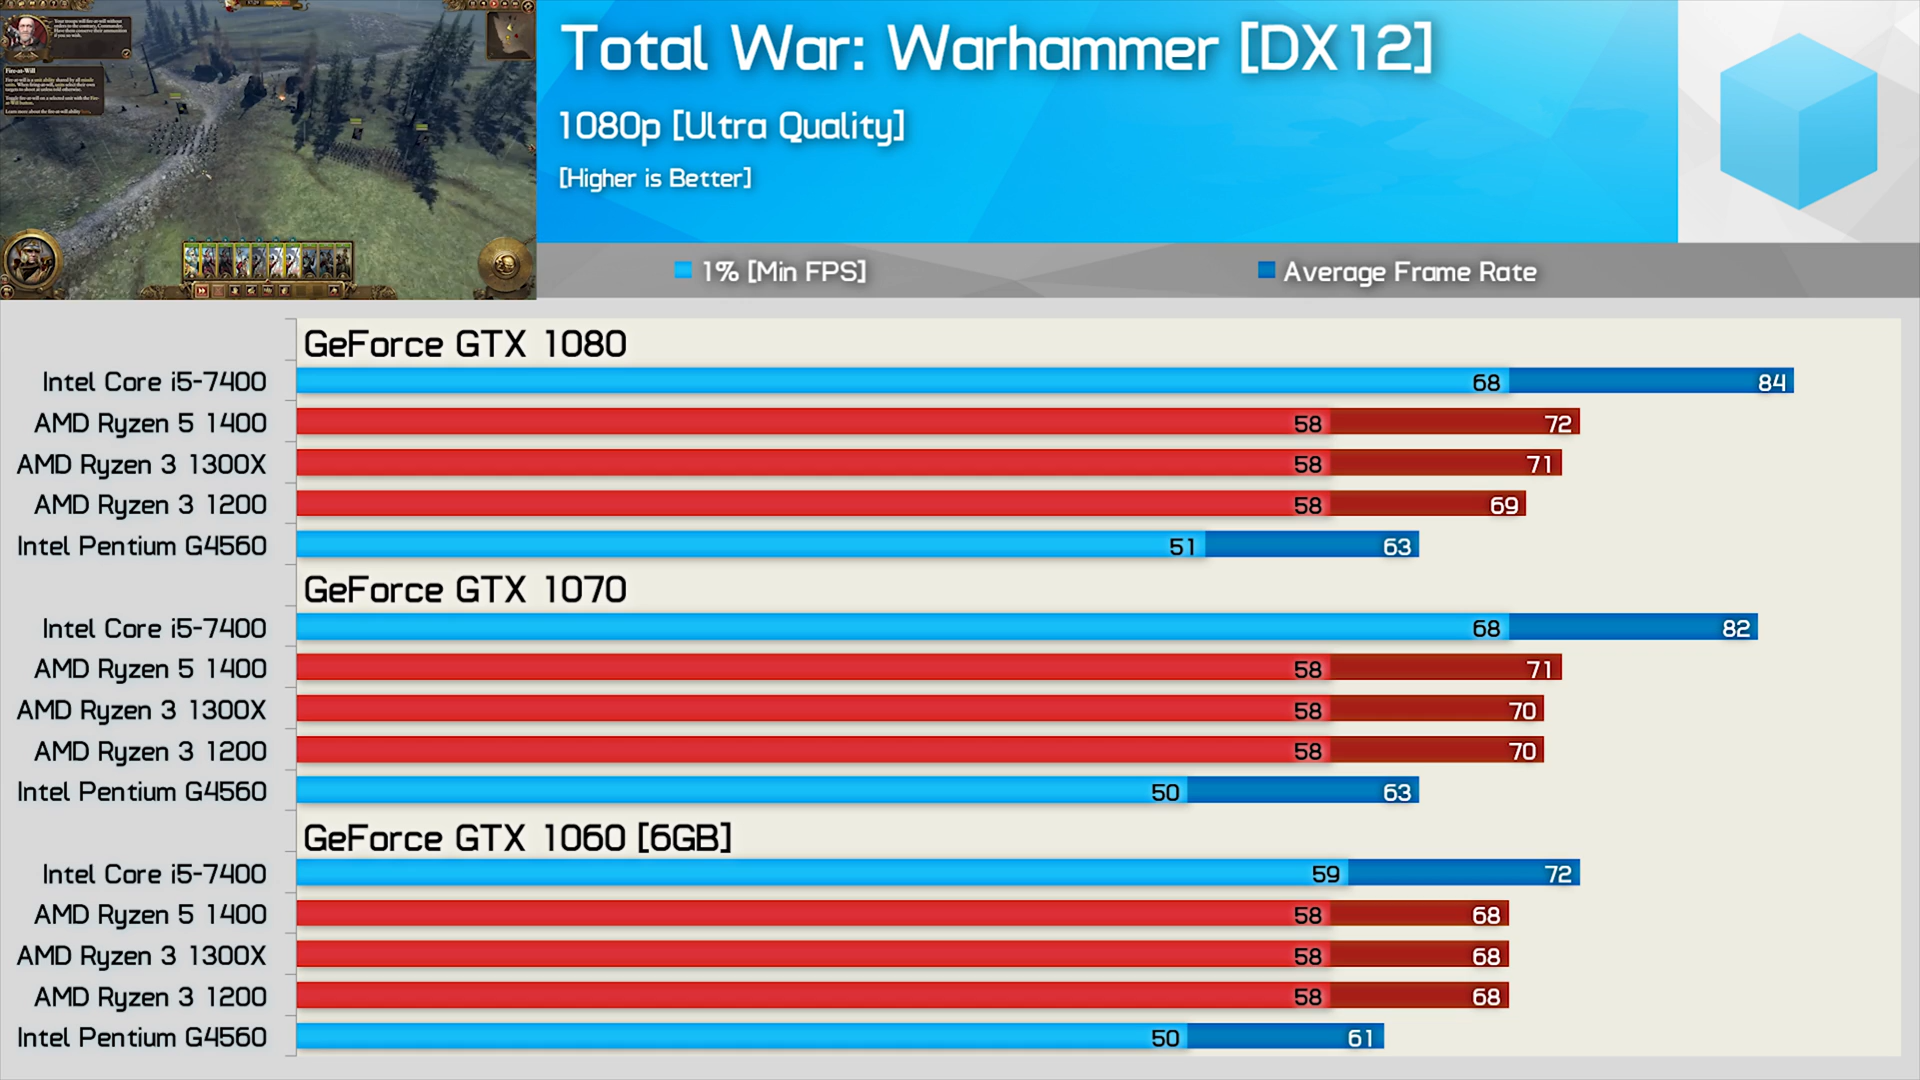 Total War: Warhammer [DX12]
1080p [Ultra Quality]
[Higher is Better]
1% [Min FPS]
Average Frame Rate
GeForce GTX 1080
Intel Core i5-7400 68 84
AMD Ryzen 5 1400 58 72
AMD Ryzen 3 1300X 58 71
AMD Ryzen 3 1200 58 69
Intel Pentium G4560 51 63
GeForce GTX 1070
Intel Core i5-7400 68 82
AMD Ryzen 5 1400 58 71
AMD Ryzen 3 1300X 58 70
AMD Ryzen 3 1200 58 70
Intel Pentium G4560 50 63
GeForce GTX 1060 [6GB]
Intel Core i5-7400 59 72
AMD Ryzen 5 1400 58 68
AMD Ryzen 3 1300X 58 68
AMD Ryzen 3 1200 58 68
Intel Pentium G4560 50 61